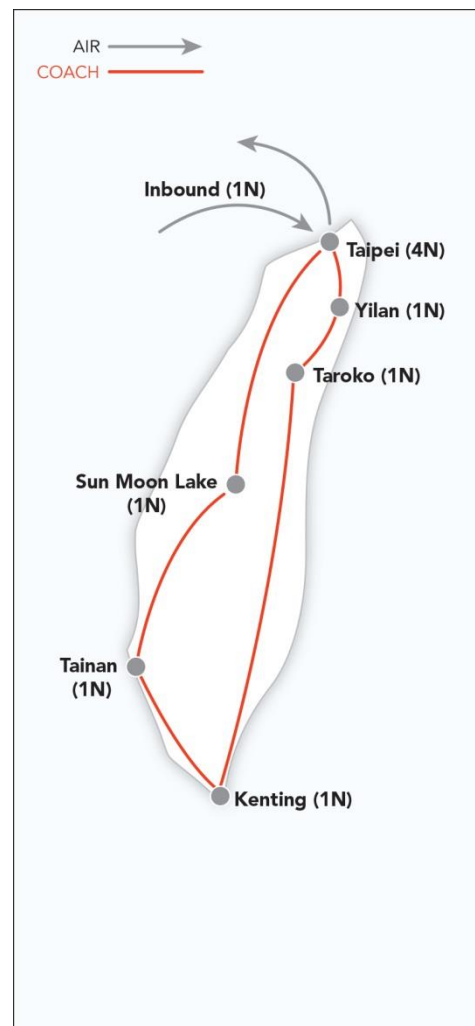 AIR
COACH
Inbound (1N)
Taipei (4N)
Yilan (1N)
Taroko (1N)
Sun Moon Lake
(1N)
Tainan
(1N)
Kenting (1N)